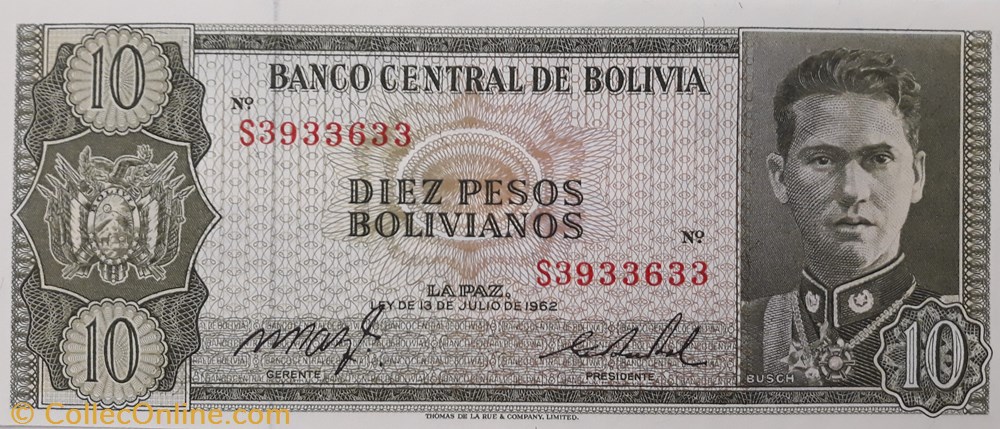 10
BANCO CENTRAL DE BOLIVIA
Nº
S3933633
DIEZ PESOS
BOLIVIANOS
Nº
S3933633
LA PAZ,
LEY DE 13 DE JULIO DE 1962
GERENTE
PRESIDENTE
10
BUSCH
10
THOMAS DE LA RUE & COMPANY, LIMITED.
© CollecOnline.com